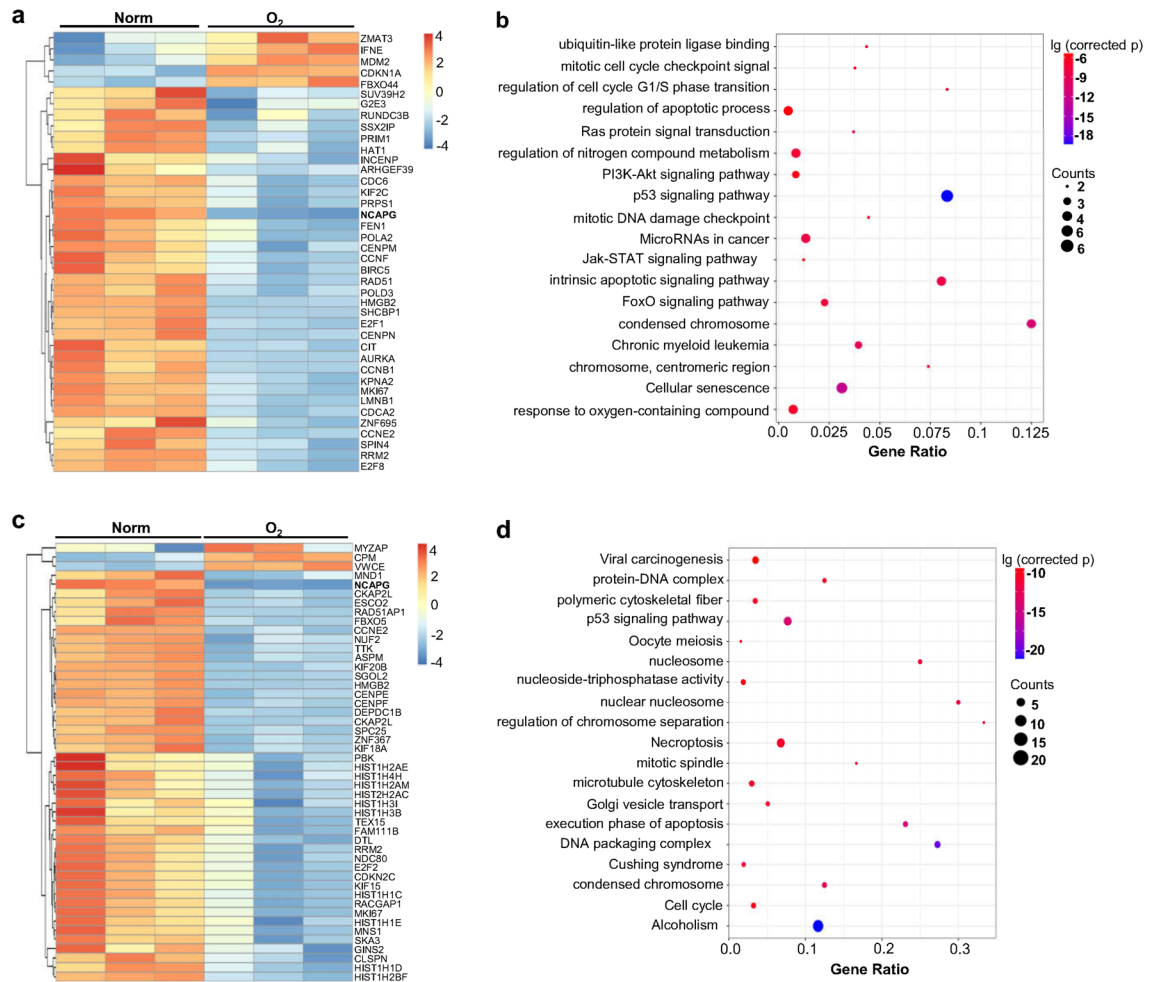 a
Norm
O2
ZMAT3
IFNE
MDM2
CDKN1A
FBXO44
SUV39H2
G2E3
RUNDC3B
SSX2IP
PRIM1
HAT1
INCENP
ARHGEF39
CDC6
KIF2C
PRPS1
NCAPG
FEN1
POLA2
CENPM
CCNF
BIRC5
RAD51
POLD3
HMGB2
SHCBP1
E2F1
CENPN
CIT
AURKA
CCNB1
KPNA2
MKI67
LMNB1
CDCA2
ZNF695
CCNE2
SPIN4
RRM2
E2F8
4
2
0
-2
-4
b
ubiquitin-like protein ligase binding
mitotic cell cycle checkpoint signal
regulation of cell cycle G1/S phase transition
regulation of apoptotic process
Ras protein signal transduction
regulation of nitrogen compound metabolism
PI3K-Akt signaling pathway
p53 signaling pathway
mitotic DNA damage checkpoint
MicroRNAs in cancer
Jak-STAT signaling pathway
intrinsic apoptotic signaling pathway
FoxO signaling pathway
condensed chromosome
Chronic myeloid leukemia
chromosome, centromeric region
Cellular senescence
response to oxygen-containing compound
0.0 0.025 0.05 0.075 0.1 0.125
Gene Ratio
lg (corrected p)
-6
-9
-12
-15
-18
Counts
2
3
4
6
6
c
Norm
O2
MYZAP
CPM
VWCE
MND1
NCAPG
CKAP2L
ESCO2
RAD51AP1
FBXO5
CCNE2
NUF2
TTK
ASPM
KIF20B
SGOL2
HMGB2
CENPE
CENPF
DEPDC1B
CKAP2L
SPC25
ZNF367
KIF18A
PBK
HIST1H2AE
HIST1H4H
HIST1H2AM
HIST2H2AC
HIST1H3I
HIST1H3B
TEX15
FAM111B
DTL
RRM2
NDC80
E2F2
CDKN2C
KIF15
HIST1H1C
RACGAP1
MKI67
HIST1H1E
MNS1
SKA3
GINS2
CLSPN
HIST1H1D
HIST1H2BF
4
2
0
-2
-4
d
Viral carcinogenesis
protein-DNA complex
polymeric cytoskeletal fiber
p53 signaling pathway
Oocyte meiosis
nucleosome
nucleoside-triphosphatase activity
nuclear nucleosome
regulation of chromosome separation
Necroptosis
mitotic spindle
microtubule cytoskeleton
Golgi vesicle transport
execution phase of apoptosis
DNA packaging complex
Cushing syndrome
condensed chromosome
Cell cycle
Alcoholism
0.0 0.1 0.2 0.3
Gene Ratio
lg (corrected p)
-10
-15
-20
Counts
5
10
15
20